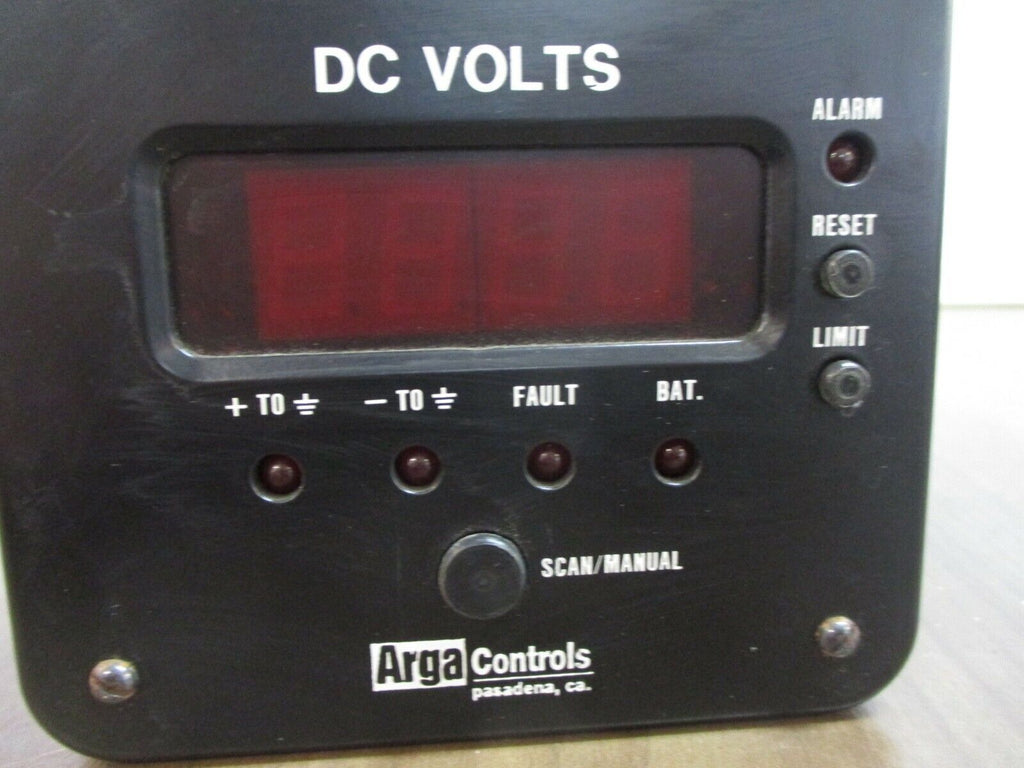 DC VOLTS
ALARM
RESET
LIMIT
+ TO ⏚
− TO ⏚
FAULT
BAT.
SCAN/MANUAL
Arga Controls
pasadena, ca.